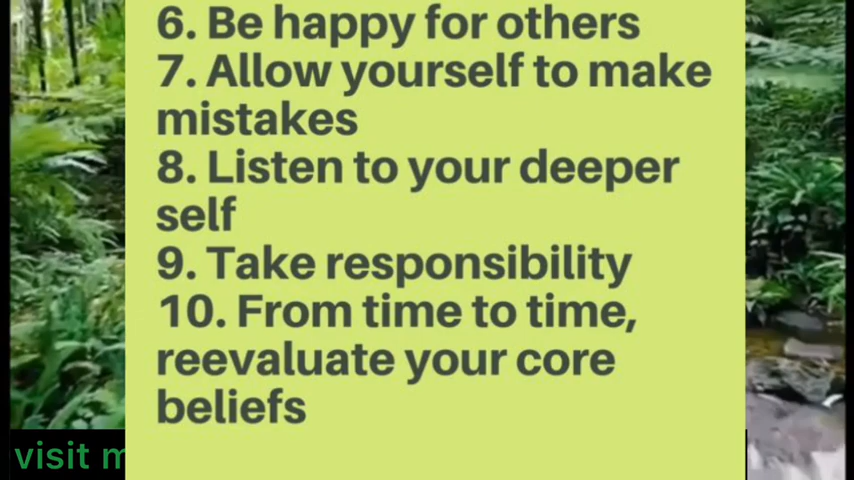 6. Be happy for others
7. Allow yourself to make
mistakes
8. Listen to your deeper
self
9. Take responsibility
10. From time to time,
reevaluate your core
beliefs
visit